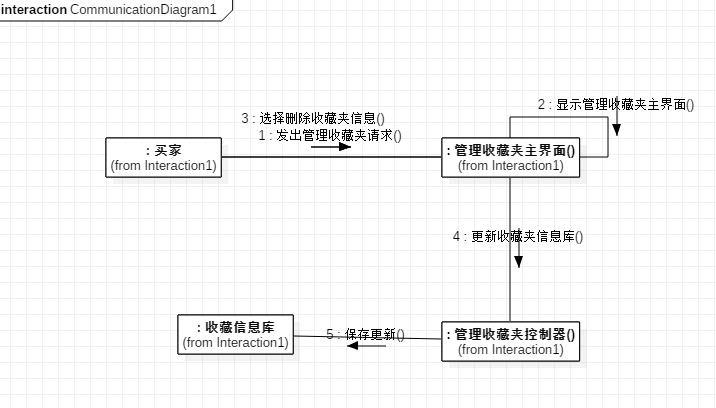 interaction CommunicationDiagram1
2 : 显示管理收藏夹主界面()
3 : 选择删除收藏夹信息()
1 : 发出管理收藏夹请求()
: 买家
(from Interaction1)
: 管理收藏夹主界面()
(from Interaction1)
4 : 更新收藏夹信息库()
: 收藏信息库
(from Interaction1)
5 : 保存更新()
: 管理收藏夹控制器()
(from Interaction1)